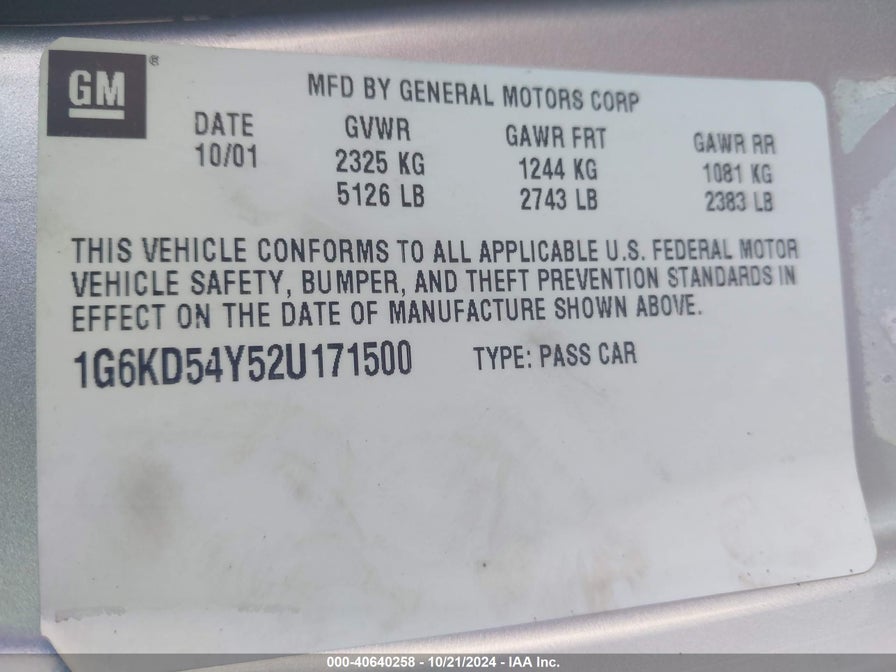 GM®
MFD BY GENERAL MOTORS CORP
DATE GVWR GAWR FRT GAWR RR
10/01 2325 KG 1244 KG 1081 KG
5126 LB 2743 LB 2383 LB
THIS VEHICLE CONFORMS TO ALL APPLICABLE U.S. FEDERAL MOTOR
VEHICLE SAFETY, BUMPER, AND THEFT PREVENTION STANDARDS IN
EFFECT ON THE DATE OF MANUFACTURE SHOWN ABOVE.
1G6KD54Y52U171500 TYPE: PASS CAR
000-40640258 - 10/21/2024 - IAA Inc.